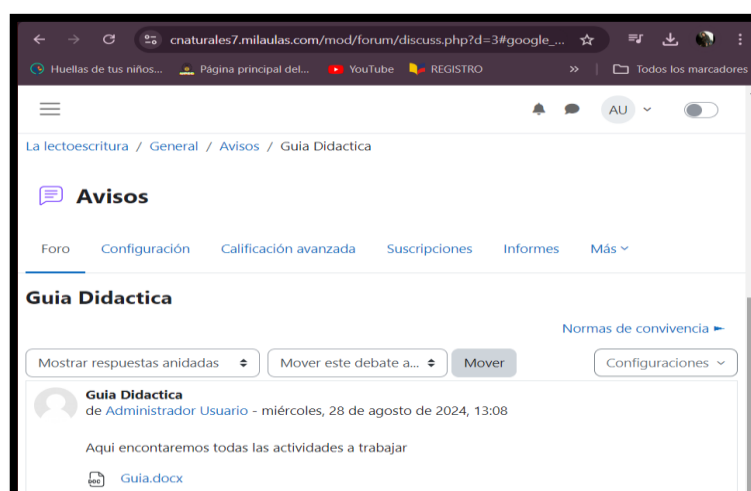 cnaturales7.milaulas.com/mod/forum/discuss.php?d=3#google_...
Huellas de tus niños... Página principal del... YouTube REGISTRO » Todos los marcadores
AU
La lectoescritura / General / Avisos / Guia Didactica
Avisos
Foro Configuración Calificación avanzada Suscripciones Informes Más
Guia Didactica
Normas de convivencia ►
Mostrar respuestas anidadas Mover este debate a... Mover Configuraciones
Guia Didactica
de Administrador Usuario - miércoles, 28 de agosto de 2024, 13:08
Aqui encontaremos todas las actividades a trabajar
DOC Guia.docx